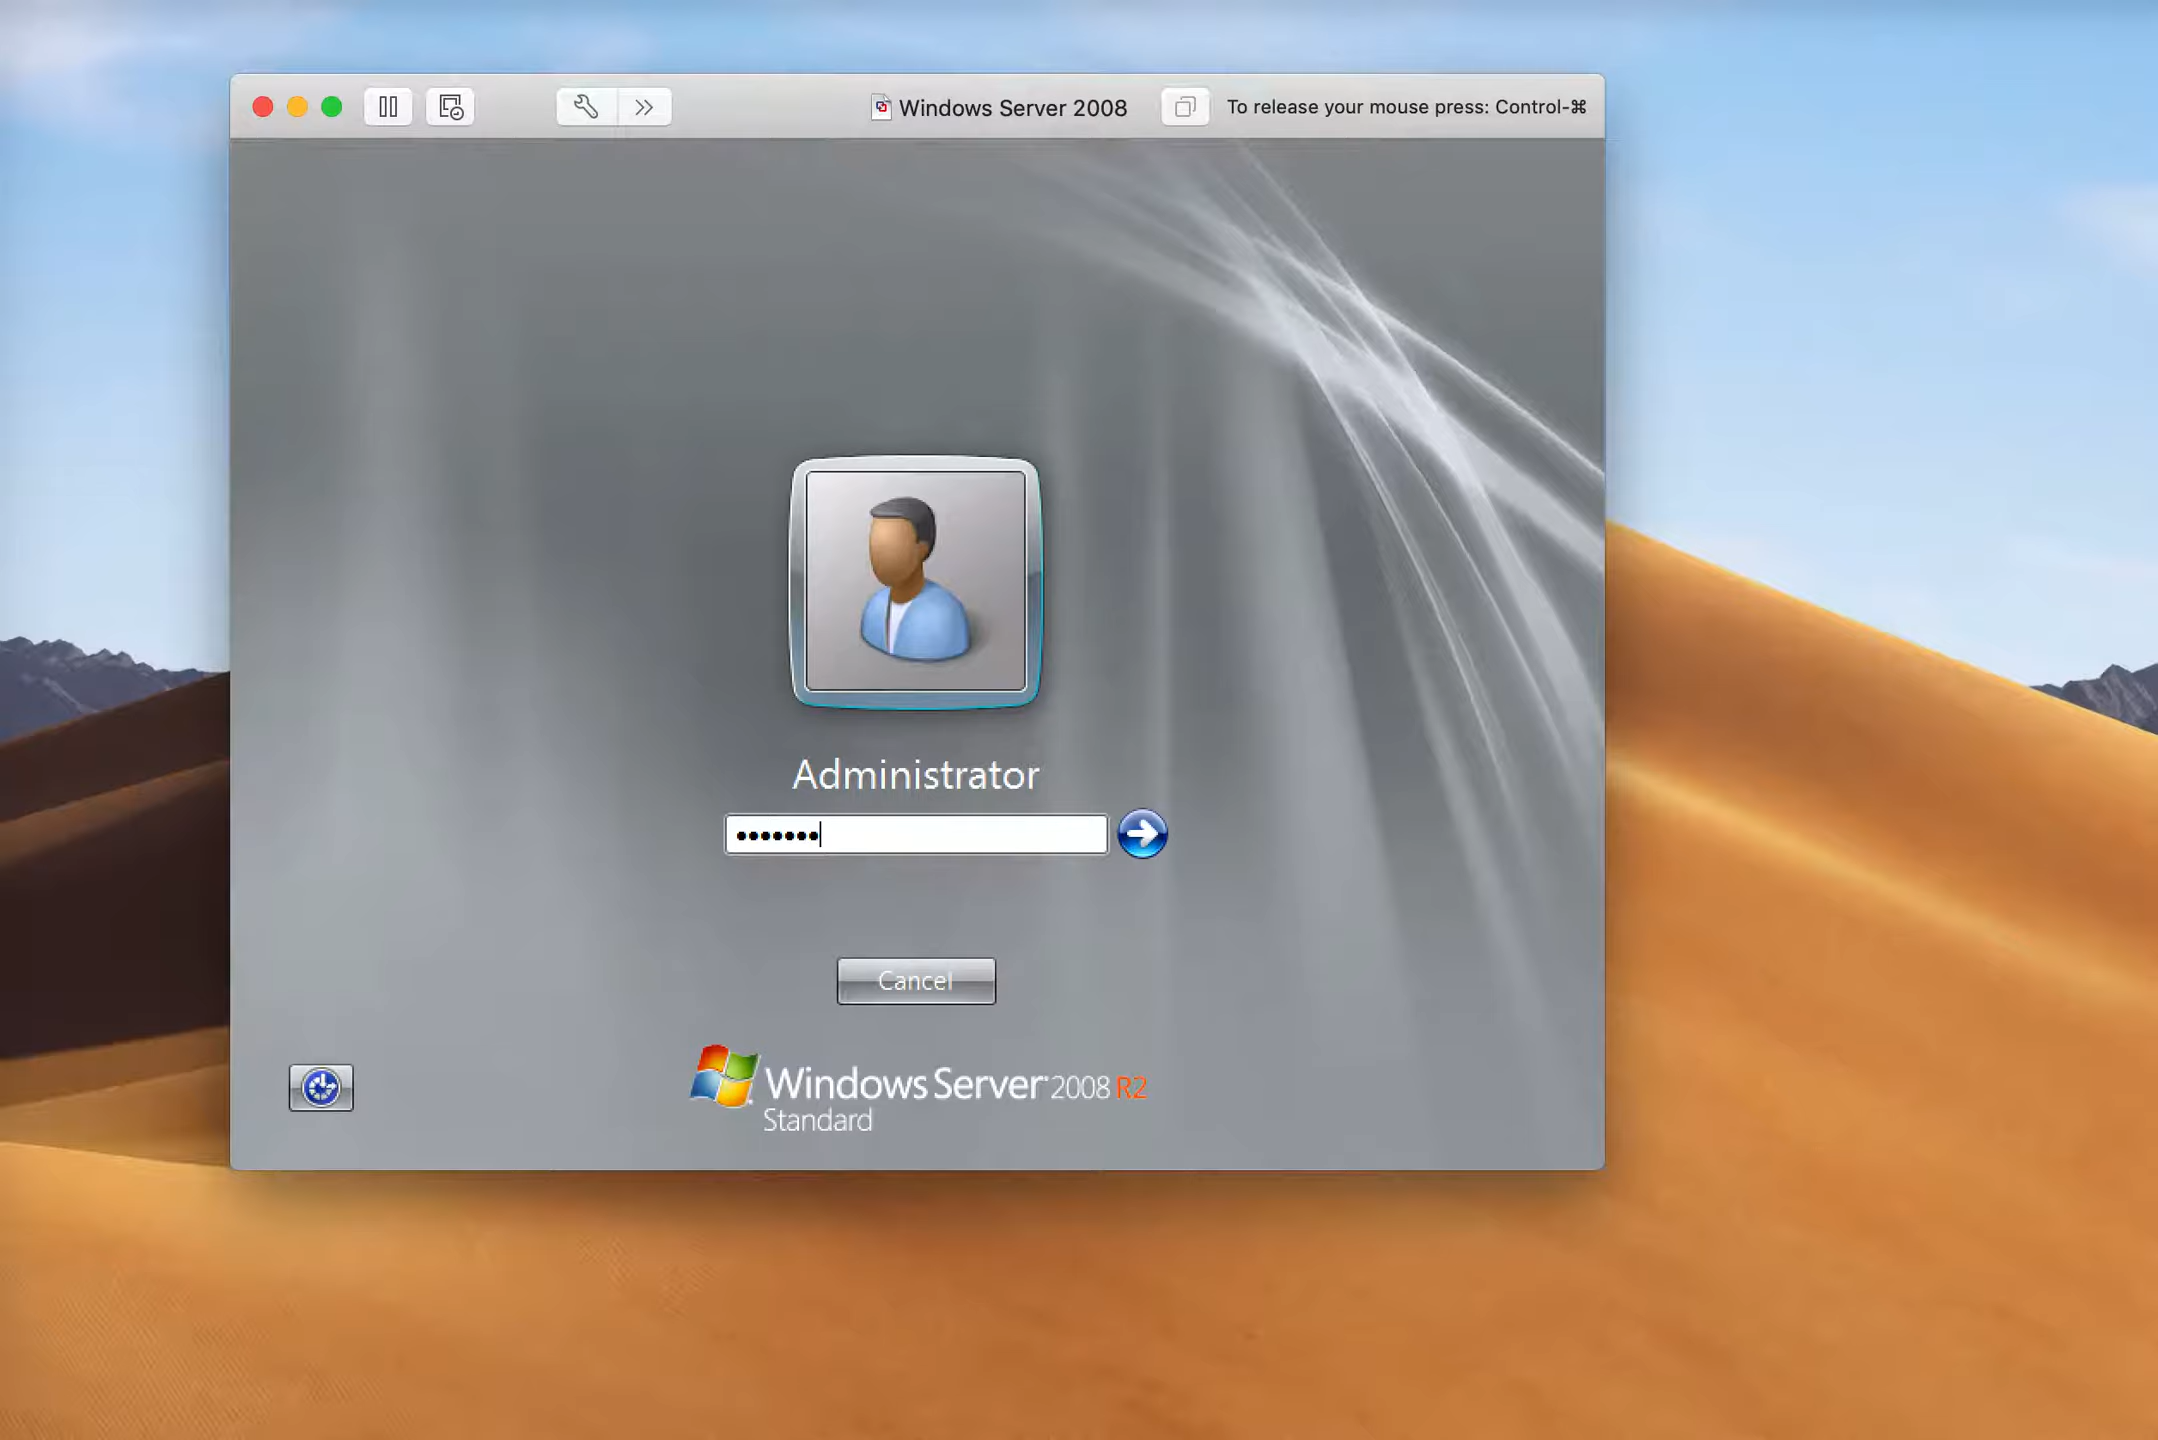 Windows Server 2008
To release your mouse press: Control-⌘
Administrator
•••••••
Cancel
Windows Server 2008 R2
Standard